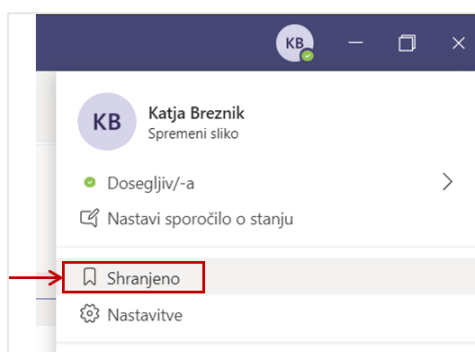 KB
KB
Katja Breznik
Spremeni sliko
Dosegljiv/-a
Nastavi sporočilo o stanju
Shranjeno
Nastavitve